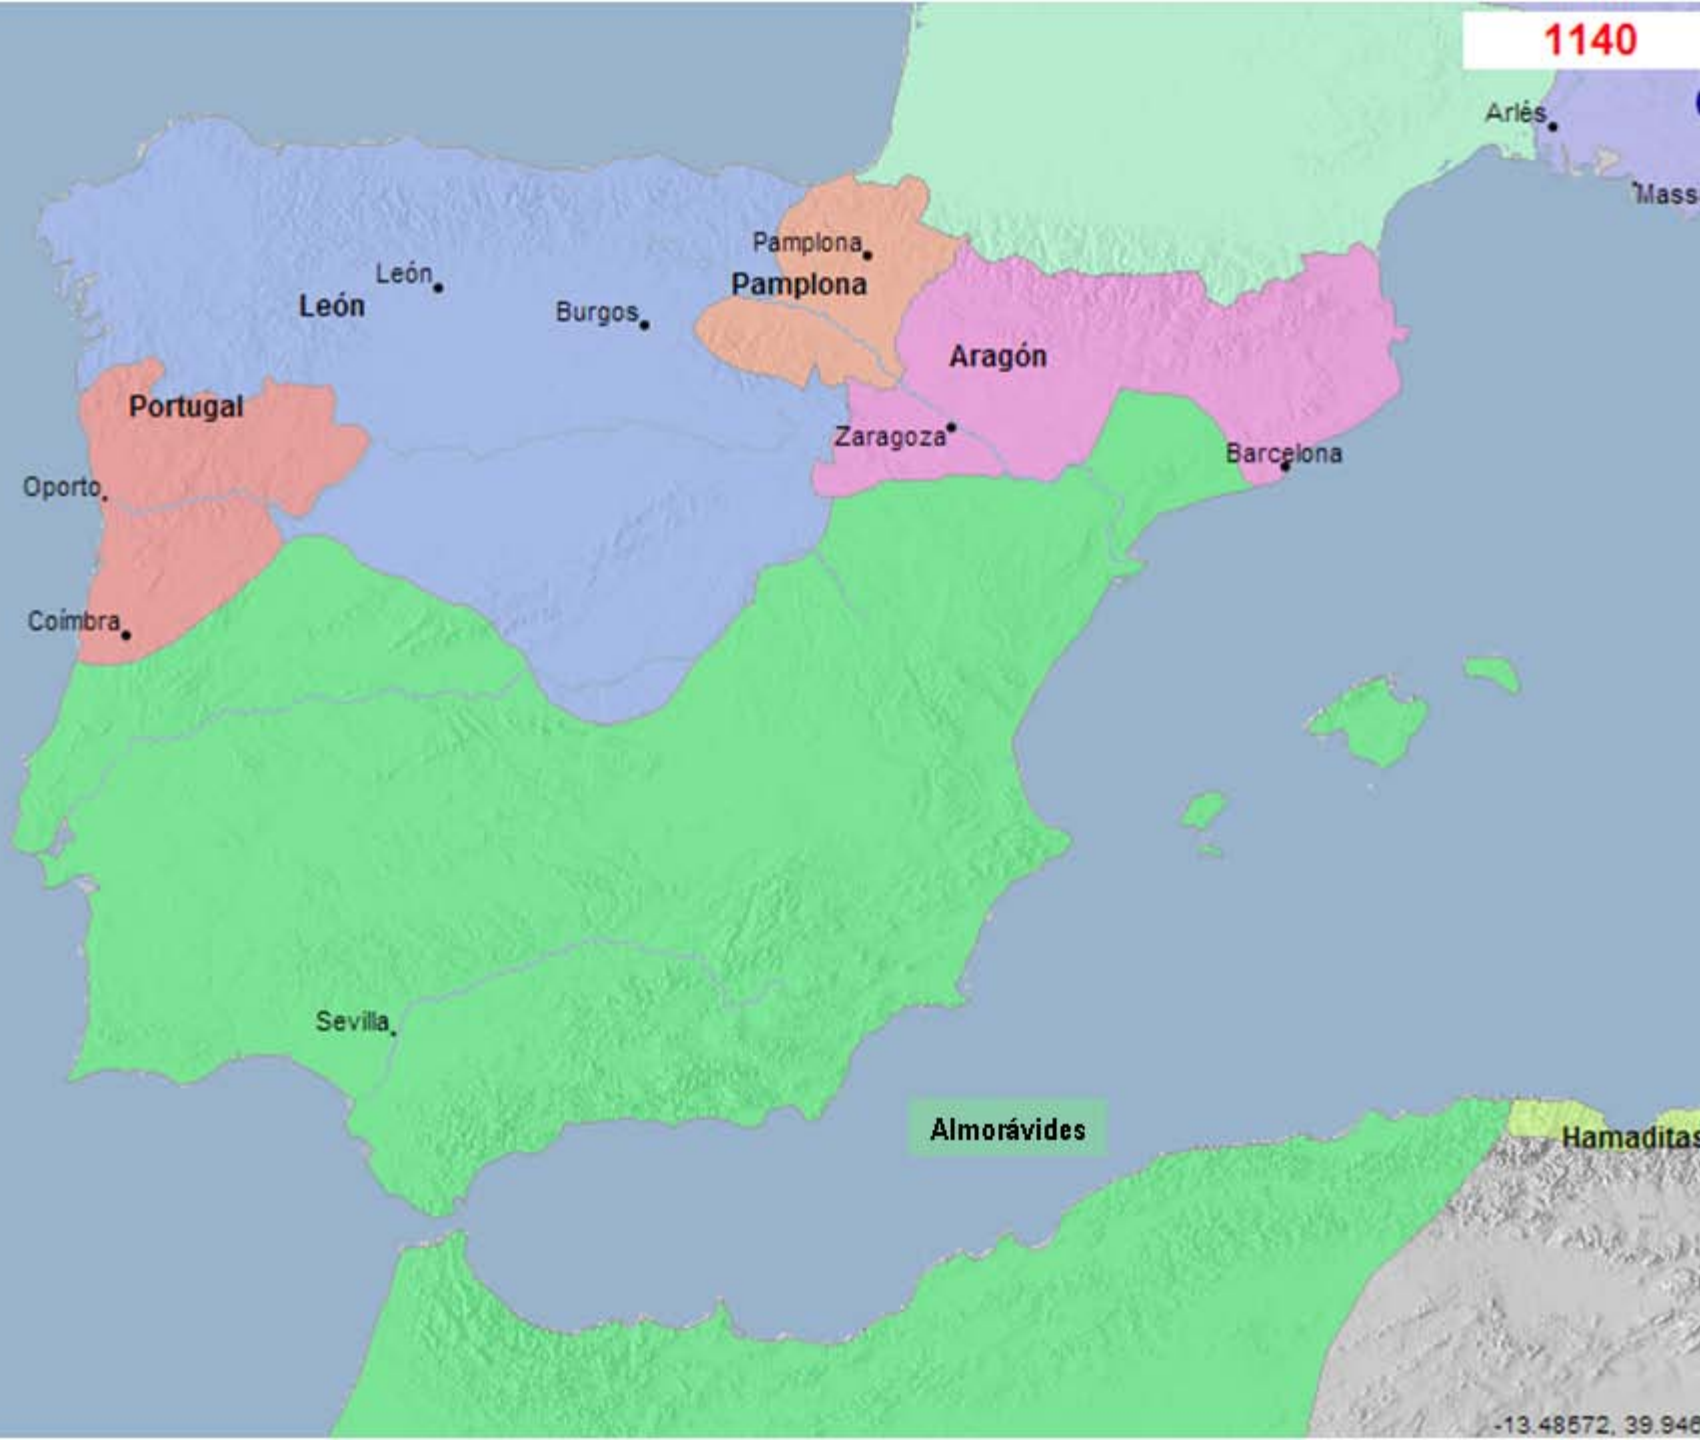 1140
Arlés
Mass
Pamplona
León
Pamplona
León
Burgos
Aragón
Portugal
Zaragoza
Barcelona
Oporto
Coímbra
Sevilla
Almorávides
Hamaditas
-13.48572, 39.946